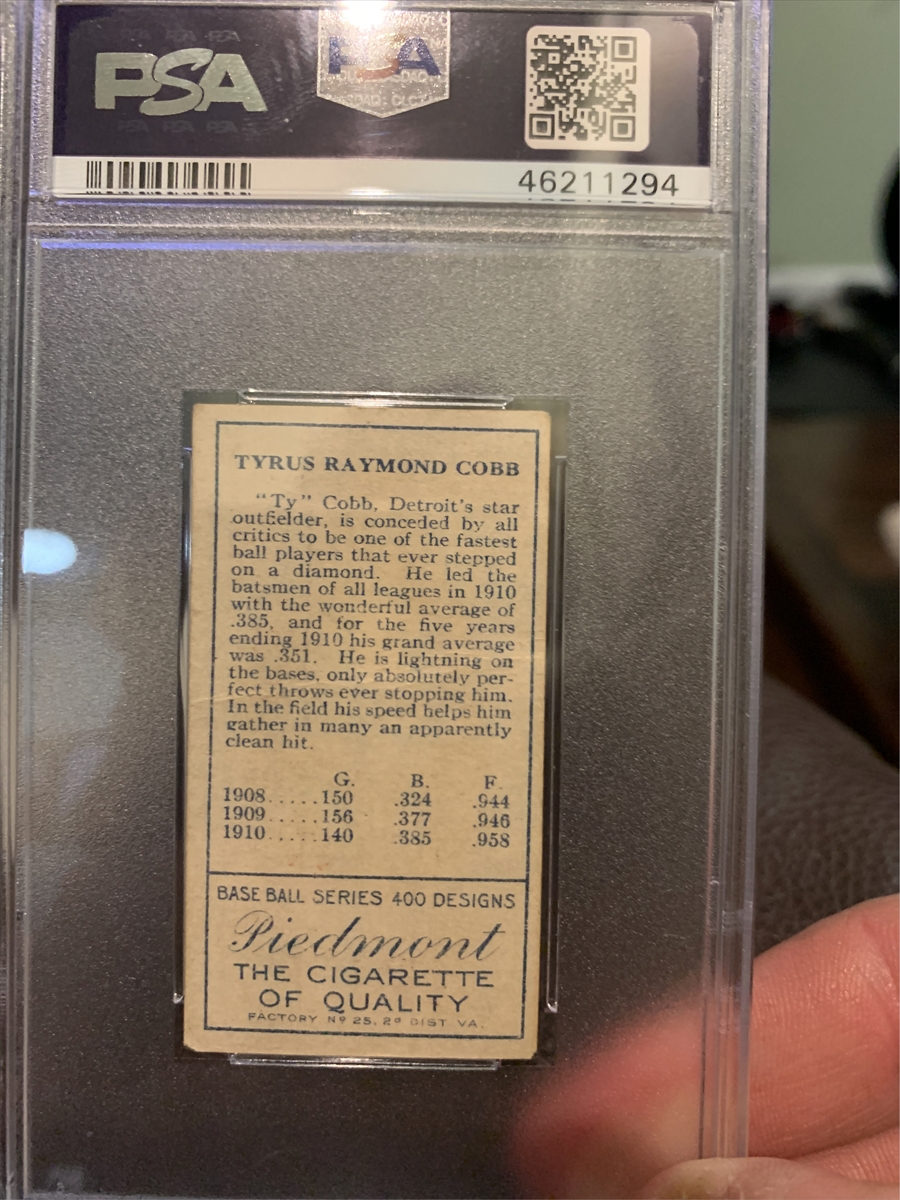 PSA
PSA
46211294
TYRUS RAYMOND COBB
"Ty" Cobb, Detroit's star
outfielder, is conceded by all
critics to be one of the fastest
ball players that ever stepped
on a diamond. He led the
batsmen of all leagues in 1910
with the wonderful average of
.385, and for the five years
ending 1910 his grand average
was .351. He is lightning on
the bases, only absolutely per-
fect throws ever stopping him.
In the field his speed helps him
gather in many an apparently
clean hit.
G. B. F.
1908.....150 .324 .944
1909.....156 .377 .946
1910.....140 .385 .958
BASE BALL SERIES 400 DESIGNS
Piedmont
THE CIGARETTE
OF QUALITY
FACTORY Nº 25, 2ᵈ DIST VA.